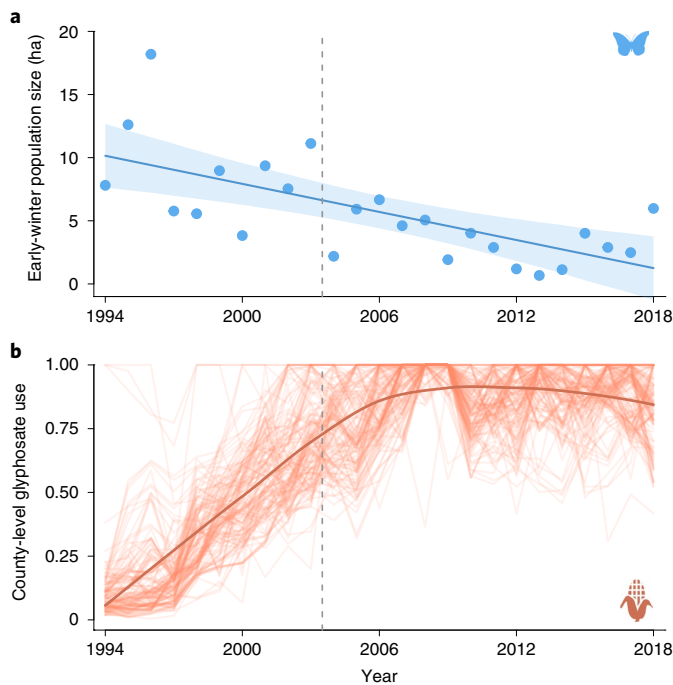 a
Early-winter population size (ha)
20
15
10
5
0
1994 2000 2006 2012 2018
b
County-level glyphosate use
1.00
0.75
0.50
0.25
0
1994 2000 2006 2012 2018
Year